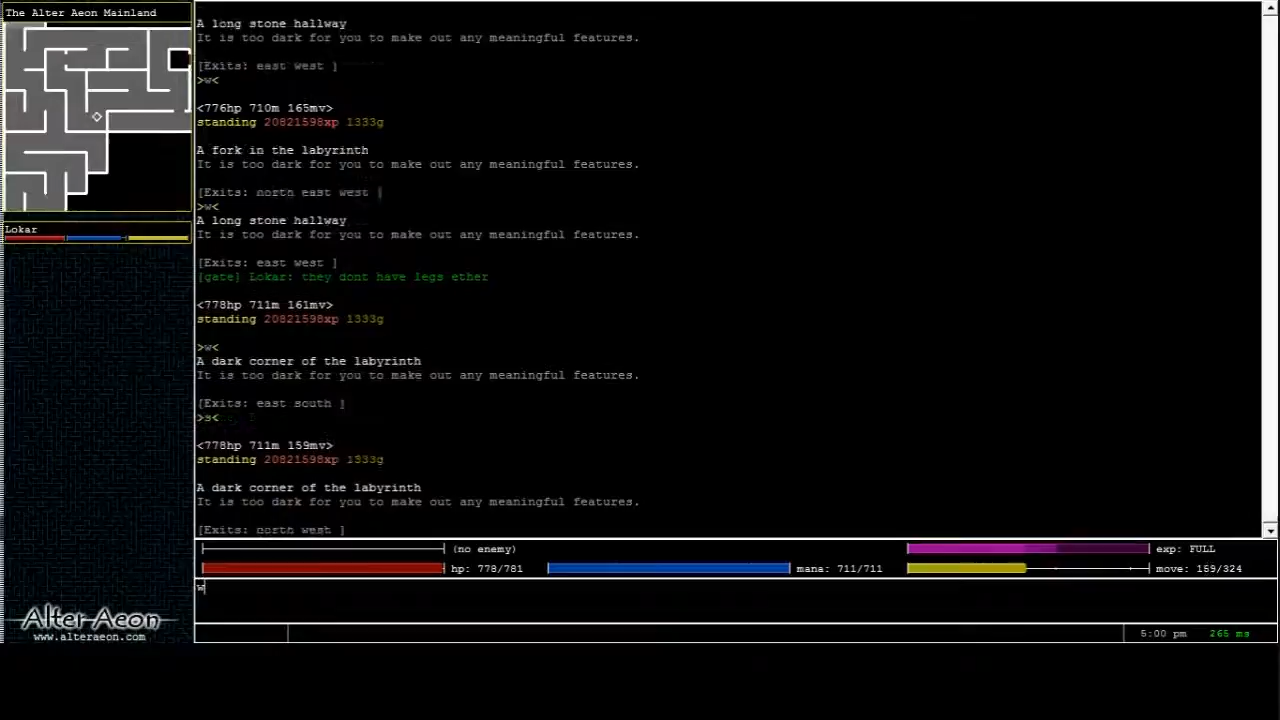 The Alter Aeon Mainland
Lokar
Alter Aeon
www.alteraeon.com
A long stone hallway
It is too dark for you to make out any meaningful features.
[Exits: east west ]
>w<
<776hp 710m 165mv>
standing 20821598xp 1333g
A fork in the labyrinth
It is too dark for you to make out any meaningful features.
[Exits: north east west ]
>w<
A long stone hallway
It is too dark for you to make out any meaningful features.
[Exits: east west ]
[gate] Lokar: they dont have legs ether
<778hp 711m 161mv>
standing 20821598xp 1333g
>w<
A dark corner of the labyrinth
It is too dark for you to make out any meaningful features.
[Exits: east south ]
>s<
<778hp 711m 159mv>
standing 20821598xp 1333g
A dark corner of the labyrinth
It is too dark for you to make out any meaningful features.
[Exits: north west ]
(no enemy) exp: FULL
hp: 778/781 mana: 711/711 move: 159/324
w
5:00 pm 265 ms